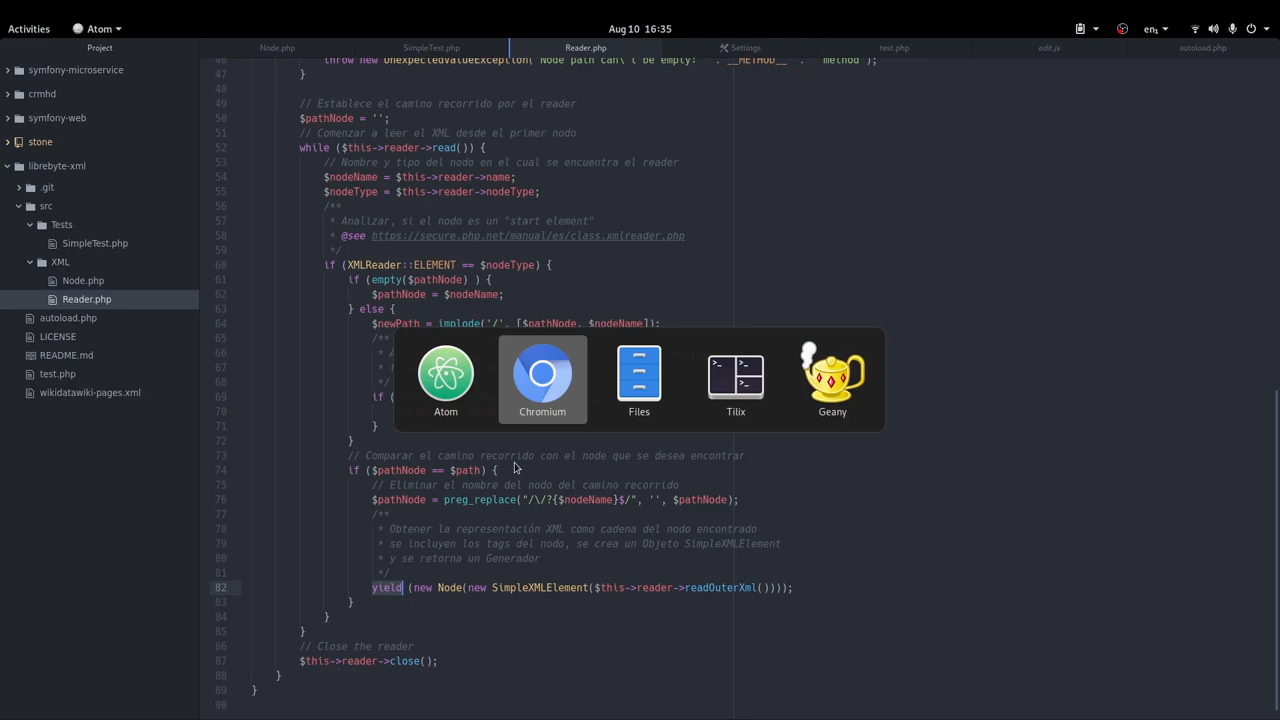 Activities
Atom
Aug 10 16:35
en₁
Project
Node.php
SimpleTest.php
Reader.php
Settings
test.php
edit.js
autoload.php
symfony-microservice
crmhd
symfony-web
stone
librebyte-xml
.git
src
Tests
SimpleTest.php
XML
Node.php
Reader.php
autoload.php
LICENSE
README.md
test.php
wikidatawiki-pages.xml
46 throw new UnexpectedValueException('Node path can\'t be empty: ' . __METHOD__ . ' method');
47 }
48
49 // Establece el camino recorrido por el reader
50 $pathNode = '';
51 // Comenzar a leer el XML desde el primer nodo
52 while ($this->reader->read()) {
53 // Nombre y tipo del nodo en el cual se encuentra el reader
54 $nodeName = $this->reader->name;
55 $nodeType = $this->reader->nodeType;
56 /**
57 * Analizar, si el nodo es un "start element"
58 * @see https://secure.php.net/manual/es/class.xmlreader.php
59 */
60 if (XMLReader::ELEMENT == $nodeType) {
61 if (empty($pathNode) ) {
62 $pathNode = $nodeName;
63 } else {
64 $newPath = implode('/', [$pathNode, $nodeName]);
65 /**
66
67
68
69 if (
70
71 }
72 }
73 // Comparar el camino recorrido con el node que se desea encontrar
74 if ($pathNode == $path) {
75 // Eliminar el nombre del nodo del camino recorrido
76 $pathNode = preg_replace("/\/?{$nodeName}$/", '', $pathNode);
77 /**
78 * Obtener la representación XML como cadena del nodo encontrado
79 * se incluyen los tags del nodo, se crea un Objeto SimpleXMLElement
80 * y se retorna un Generador
81 */
82 yield (new Node(new SimpleXMLElement($this->reader->readOuterXml())));
83 }
84 }
85 }
86 // Close the reader
87 $this->reader->close();
88 }
89 }
90
Atom
Chromium
Files
Tilix
Geany